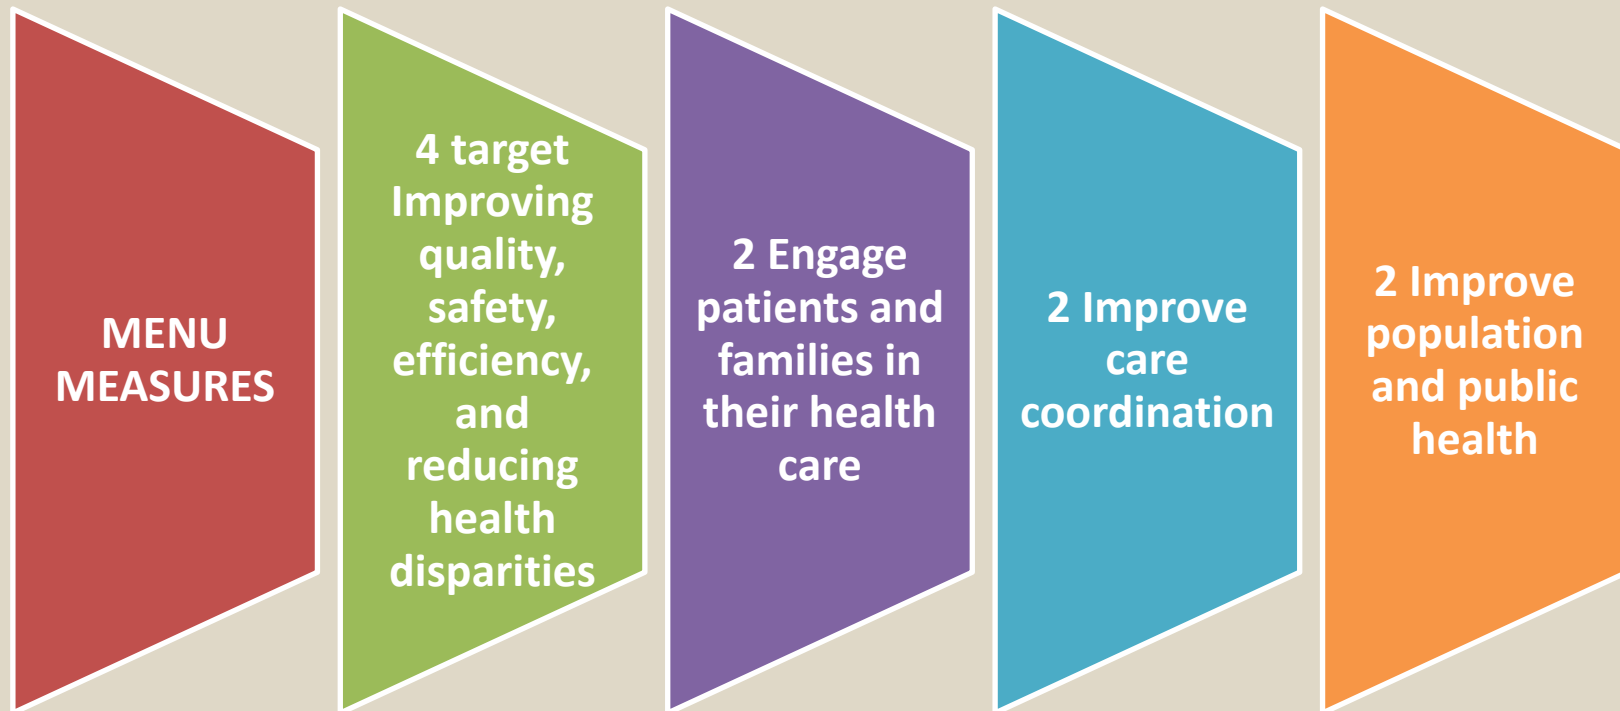 MENU
MEASURES
4 target
Improving
quality,
safety,
efficiency,
and
reducing
health
disparities
2 Engage
patients and
families in
their health
care
2 Improve
care
coordination
2 Improve
population
and public
health